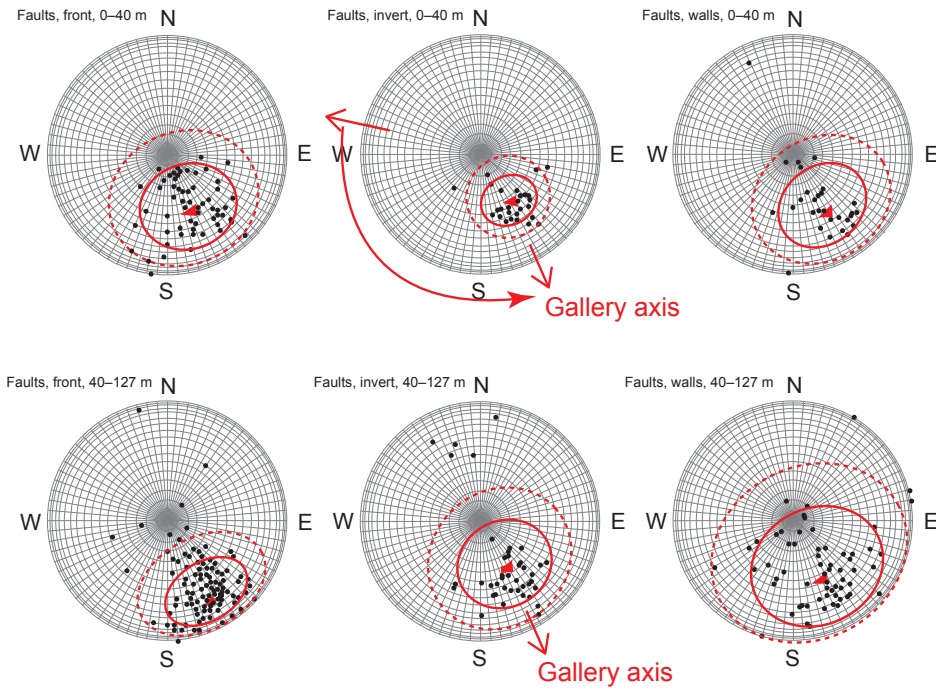 Faults, front, 0–40 m
N
Faults, invert, 0–40 m
N
Faults, walls, 0–40 m
N
W
E
W
E
W
E
S
S
S
Gallery axis
Faults, front, 40–127 m
N
Faults, invert, 40–127 m
N
Faults, walls, 40–127 m
N
W
E
W
E
W
E
S
S
S
Gallery axis